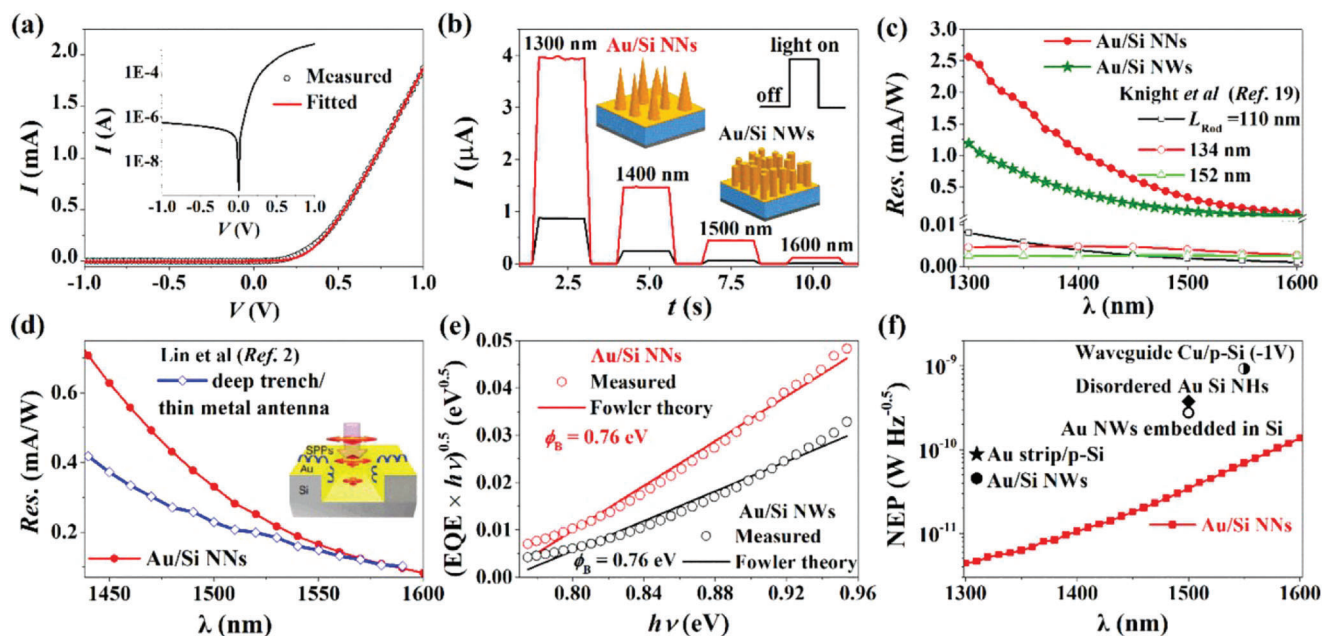 (a)
2.0
1.5
1.0
0.5
0.0
I (mA)
1E-4
1E-6
1E-8
I (A)
-1.0 -0.5 0.0 0.5 1.0
V (V)
Measured
Fitted
-1.0 -0.5 0.0 0.5 1.0
V (V)
(b)
4
3
2
1
0
I (μA)
1300 nm
Au/Si NNs
light on
off
1400 nm
Au/Si NWs
1500 nm
1600 nm
2.5 5.0 7.5 10.0
t (s)
(c)
2.5
2.0
1.5
1.0
0.5
0.01
0.00
Res. (mA/W)
Au/Si NNs
Au/Si NWs
Knight et al (Ref. 19)
L_Rod =110 nm
134 nm
152 nm
1300 1400 1500 1600
λ (nm)
(d)
0.6
0.4
0.2
Res. (mA/W)
Lin et al (Ref. 2)
deep trench/
thin metal antenna
SPPs
Au
Si
Au/Si NNs
1450 1500 1550 1600
λ (nm)
(e)
0.05
0.04
0.03
0.02
0.01
0.00
(EQE × hν)^0.5 (eV^0.5)
Au/Si NNs
Measured
Fowler theory
ϕ_B = 0.76 eV
Au/Si NWs
Measured
ϕ_B = 0.76 eV
Fowler theory
0.80 0.84 0.88 0.92 0.96
hν (eV)
(f)
10^-9
10^-10
10^-11
NEP (W Hz^-0.5)
Waveguide Cu/p-Si (-1V)
Disordered Au Si NHs
Au NWs embedded in Si
Au strip/p-Si
Au/Si NWs
Au/Si NNs
1300 1400 1500 1600
λ (nm)